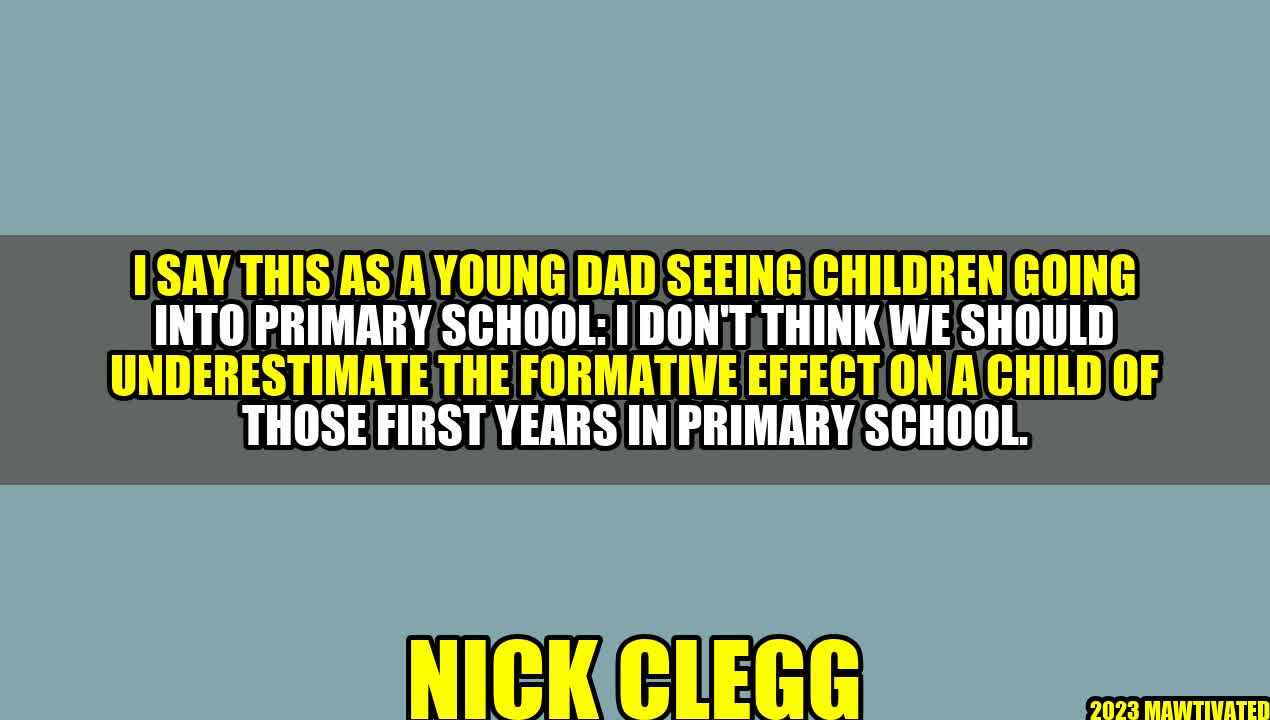 I SAY THIS AS A YOUNG DAD SEEING CHILDREN GOING
INTO PRIMARY SCHOOL: I DON'T THINK WE SHOULD
UNDERESTIMATE THE FORMATIVE EFFECT ON A CHILD OF
THOSE FIRST YEARS IN PRIMARY SCHOOL.
NICK CLEGG
2023 MAWTIVATED